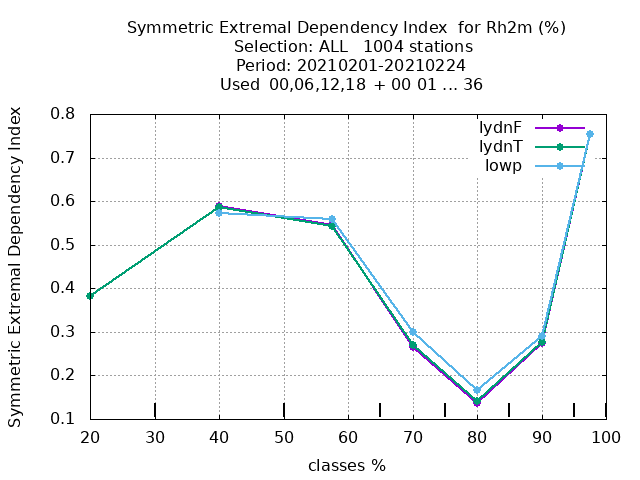 Symmetric Extremal Dependency Index  for Rh2m (%)
Selection: ALL   1004 stations
Period: 20210201-20210224
Used  00,06,12,18  + 00 01 ... 36
Symmetric Extremal Dependency Index
0.8
0.7
0.6
0.5
0.4
0.3
0.2
0.1
lydnF
lydnT
lowp
20 30 40 50 60 70 80 90 100
classes %